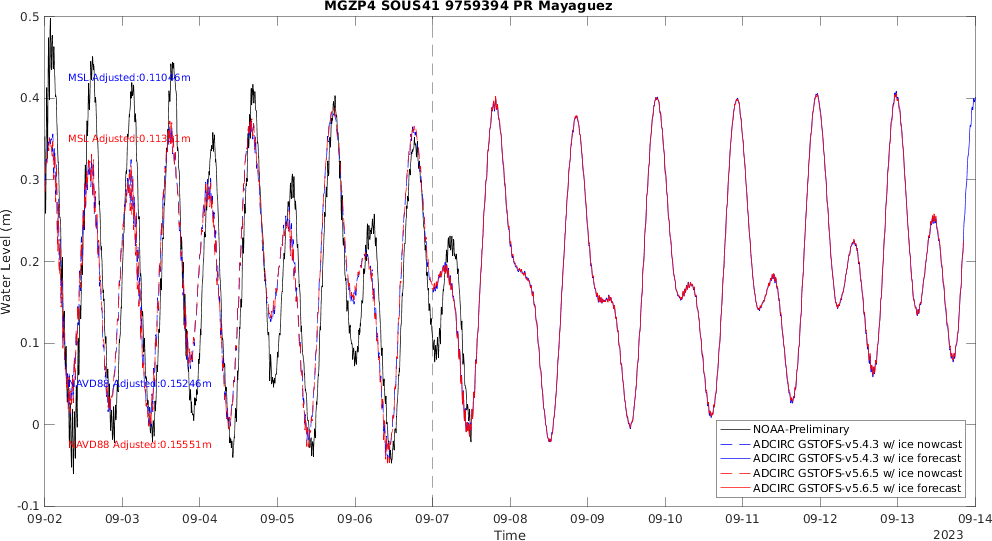 MGZP4 SOUS41 9759394 PR Mayaguez
0.5
0.4
0.3
0.2
0.1
0
-0.1
Water Level (m)
MSL Adjusted:0.11046m
MSL Adjusted:
NAVD88 Adjusted:0.15246m
NAVD88 Adjusted:0.15551m
NOAA-Preliminary
ADCIRC GSTOFS-v5.4.3 w/ ice nowcast
ADCIRC GSTOFS-v5.4.3 w/ ice forecast
ADCIRC GSTOFS-v5.6.5 w/ ice nowcast
ADCIRC GSTOFS-v5.6.5 w/ ice forecast
09-02 09-03 09-04 09-05 09-06 09-07 09-08 09-09 09-10 09-11 09-12 09-13 09-14
Time
2023